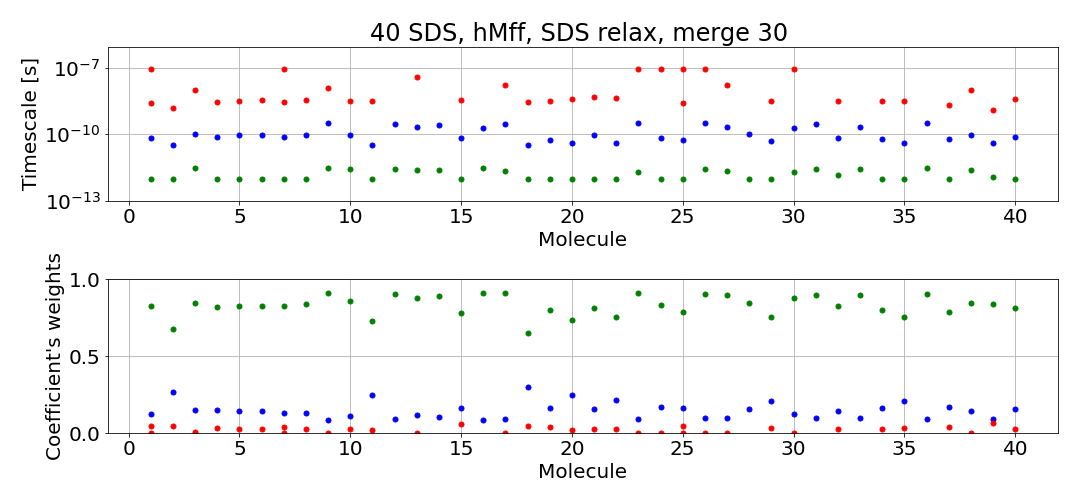 40 SDS, hMff, SDS relax, merge 30
Timescale [s]
10⁻⁷
10⁻¹⁰
10⁻¹³
0 5 10 15 20 25 30 35 40
Molecule
Coefficient's weights
1.0
0.5
0.0
0 5 10 15 20 25 30 35 40
Molecule